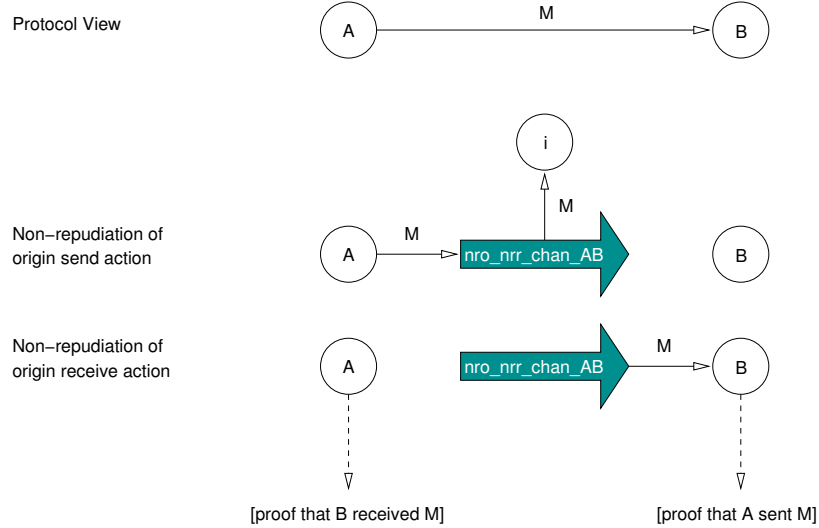 Protocol View
A
M
B
i
M
Non−repudiation of
origin send action
A
M
nro_nrr_chan_AB
B
Non−repudiation of
origin receive action
A
nro_nrr_chan_AB
M
B
[proof that B received M]
[proof that A sent M]